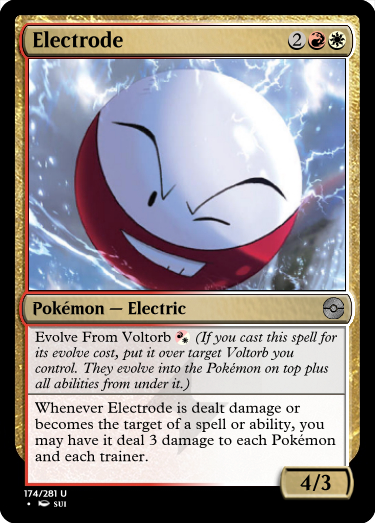 Electrode 2
Pokémon — Electric
Evolve From Voltorb (If you cast this spell for
its evolve cost, put it over target Voltorb you
control. They evolve into the Pokémon on top plus
all abilities from under it.)
Whenever Electrode is dealt damage or
becomes the target of a spell or ability, you
may have it deal 3 damage to each Pokémon
and each trainer.
4/3
174/281 U
• SUI